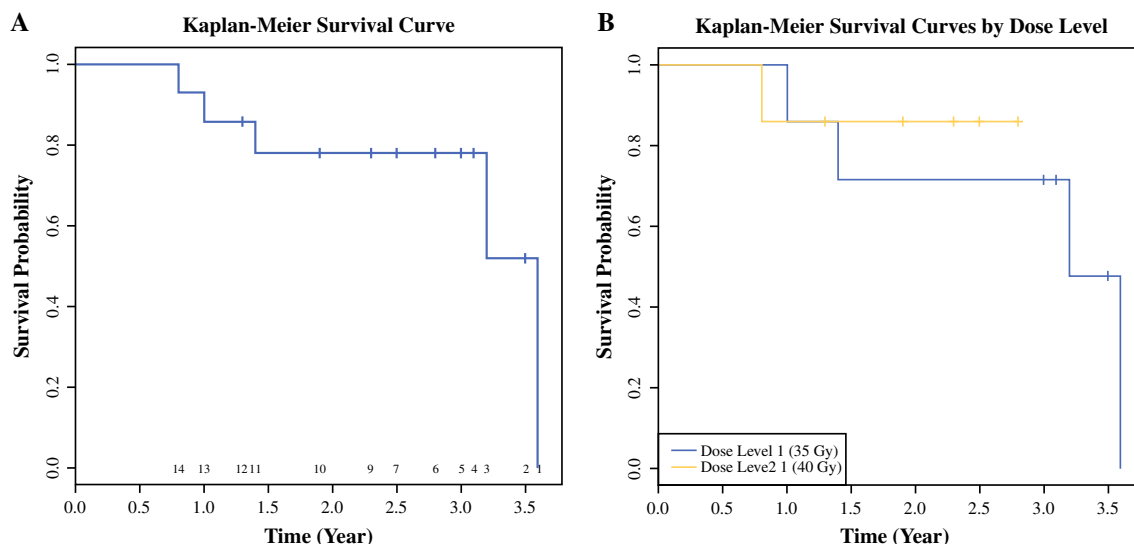 A
Kaplan-Meier Survival Curve
Survival Probability
1.0
0.8
0.6
0.4
0.2
0.0
14 13 12 11 10 9 7 6 5 4 3 2 1
0.0 0.5 1.0 1.5 2.0 2.5 3.0 3.5
Time (Year)
B
Kaplan-Meier Survival Curves by Dose Level
Survival Probability
1.0
0.8
0.6
0.4
0.2
0.0
Dose Level 1 (35 Gy)
Dose Leve2 1 (40 Gy)
0.0 0.5 1.0 1.5 2.0 2.5 3.0 3.5
Time (Year)